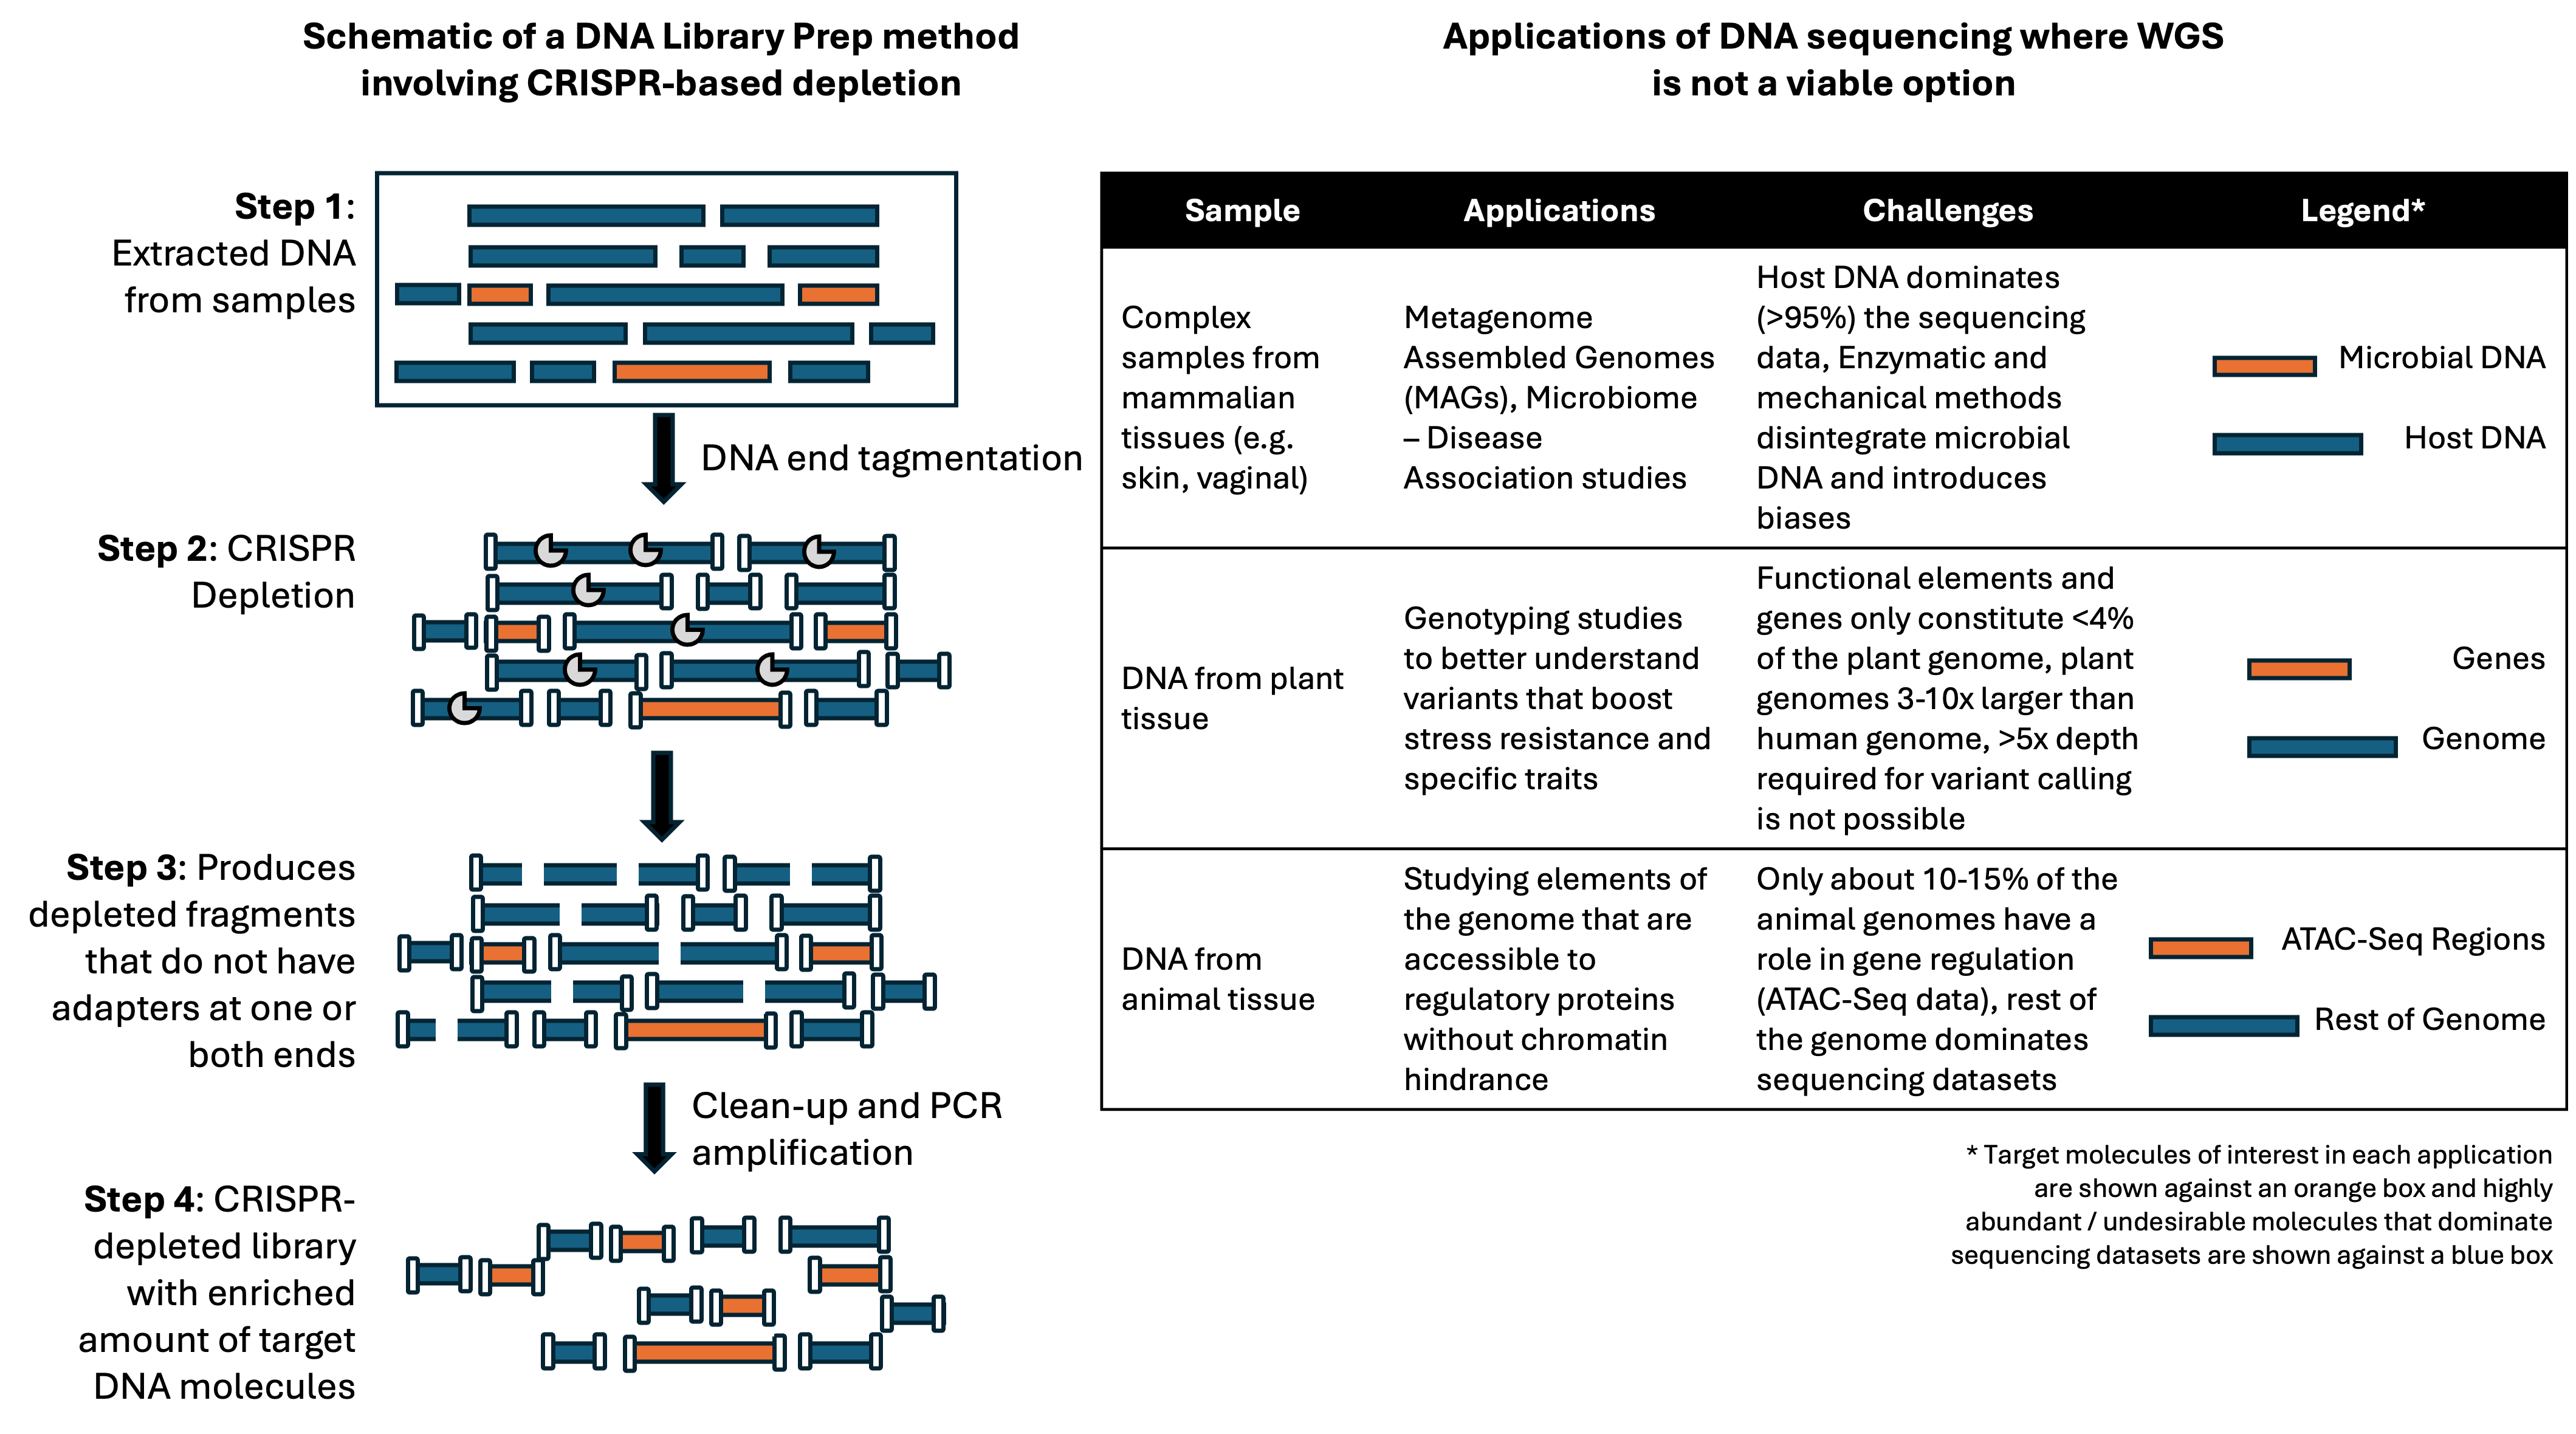 Schematic of a DNA Library Prep method
involving CRISPR-based depletion
Step 1:
Extracted DNA
from samples
DNA end tagmentation
Step 2: CRISPR
Depletion
Step 3: Produces
depleted fragments
that do not have
adapters at one or
both ends
Clean-up and PCR
amplification
Step 4: CRISPR-
depleted library
with enriched
amount of target
DNA molecules
Applications of DNA sequencing where WGS
is not a viable option
Sample
Applications
Challenges
Legend*
Complex
samples from
mammalian
tissues (e.g.
skin, vaginal)
Metagenome
Assembled Genomes
(MAGs), Microbiome
– Disease
Association studies
Host DNA dominates
(>95%) the sequencing
data, Enzymatic and
mechanical methods
disintegrate microbial
DNA and introduces
biases
Microbial DNA
Host DNA
DNA from plant
tissue
Genotyping studies
to better understand
variants that boost
stress resistance and
specific traits
Functional elements and
genes only constitute <4%
of the plant genome, plant
genomes 3-10x larger than
human genome, >5x depth
required for variant calling
is not possible
Genes
Genome
DNA from
animal tissue
Studying elements of
the genome that are
accessible to
regulatory proteins
without chromatin
hindrance
Only about 10-15% of the
animal genomes have a
role in gene regulation
(ATAC-Seq data), rest of
the genome dominates
sequencing datasets
ATAC-Seq Regions
Rest of Genome
* Target molecules of interest in each application
are shown against an orange box and highly
abundant / undesirable molecules that dominate
sequencing datasets are shown against a blue box